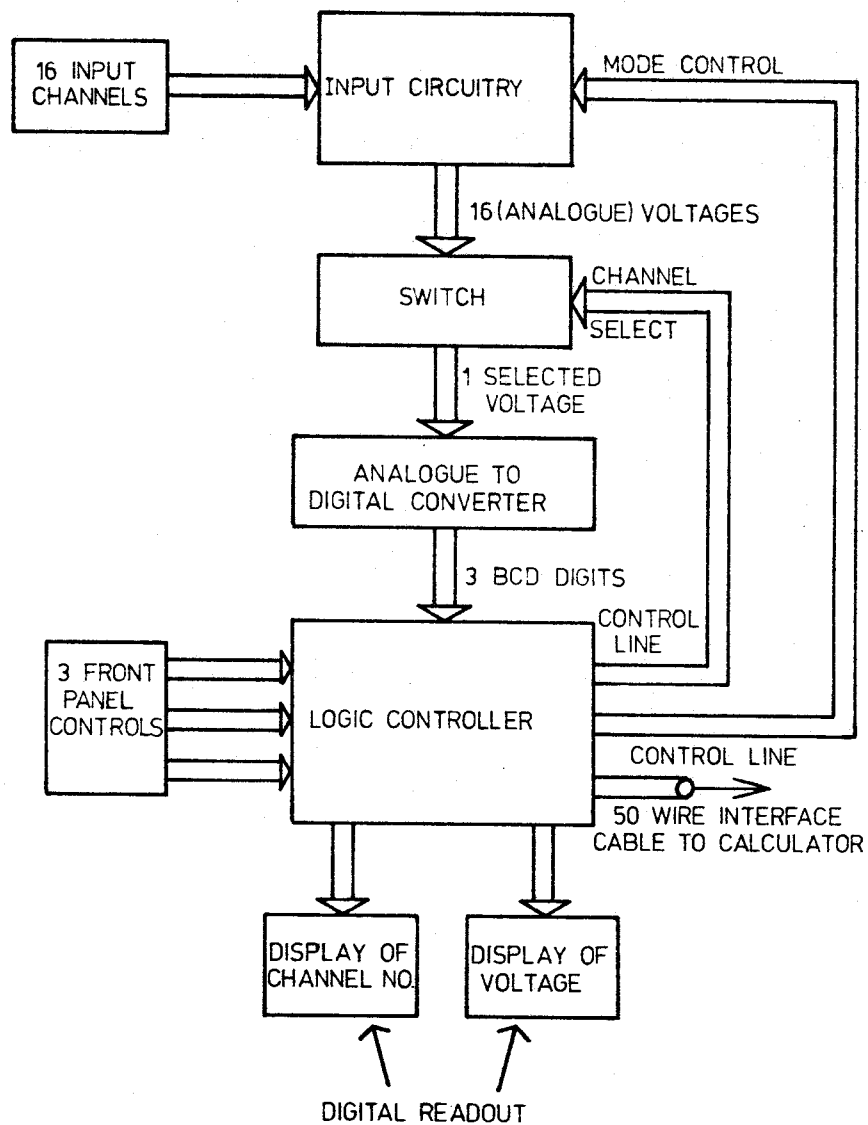 16 INPUT
CHANNELS
INPUT CIRCUITRY
MODE CONTROL
16 (ANALOGUE) VOLTAGES
SWITCH
CHANNEL
SELECT
1 SELECTED
VOLTAGE
ANALOGUE TO
DIGITAL CONVERTER
3 BCD DIGITS
CONTROL
LINE
3 FRONT
PANEL
CONTROLS
LOGIC CONTROLLER
CONTROL LINE
50 WIRE INTERFACE
CABLE TO CALCULATOR
DISPLAY OF
CHANNEL NO.
DISPLAY OF
VOLTAGE
DIGITAL READOUT